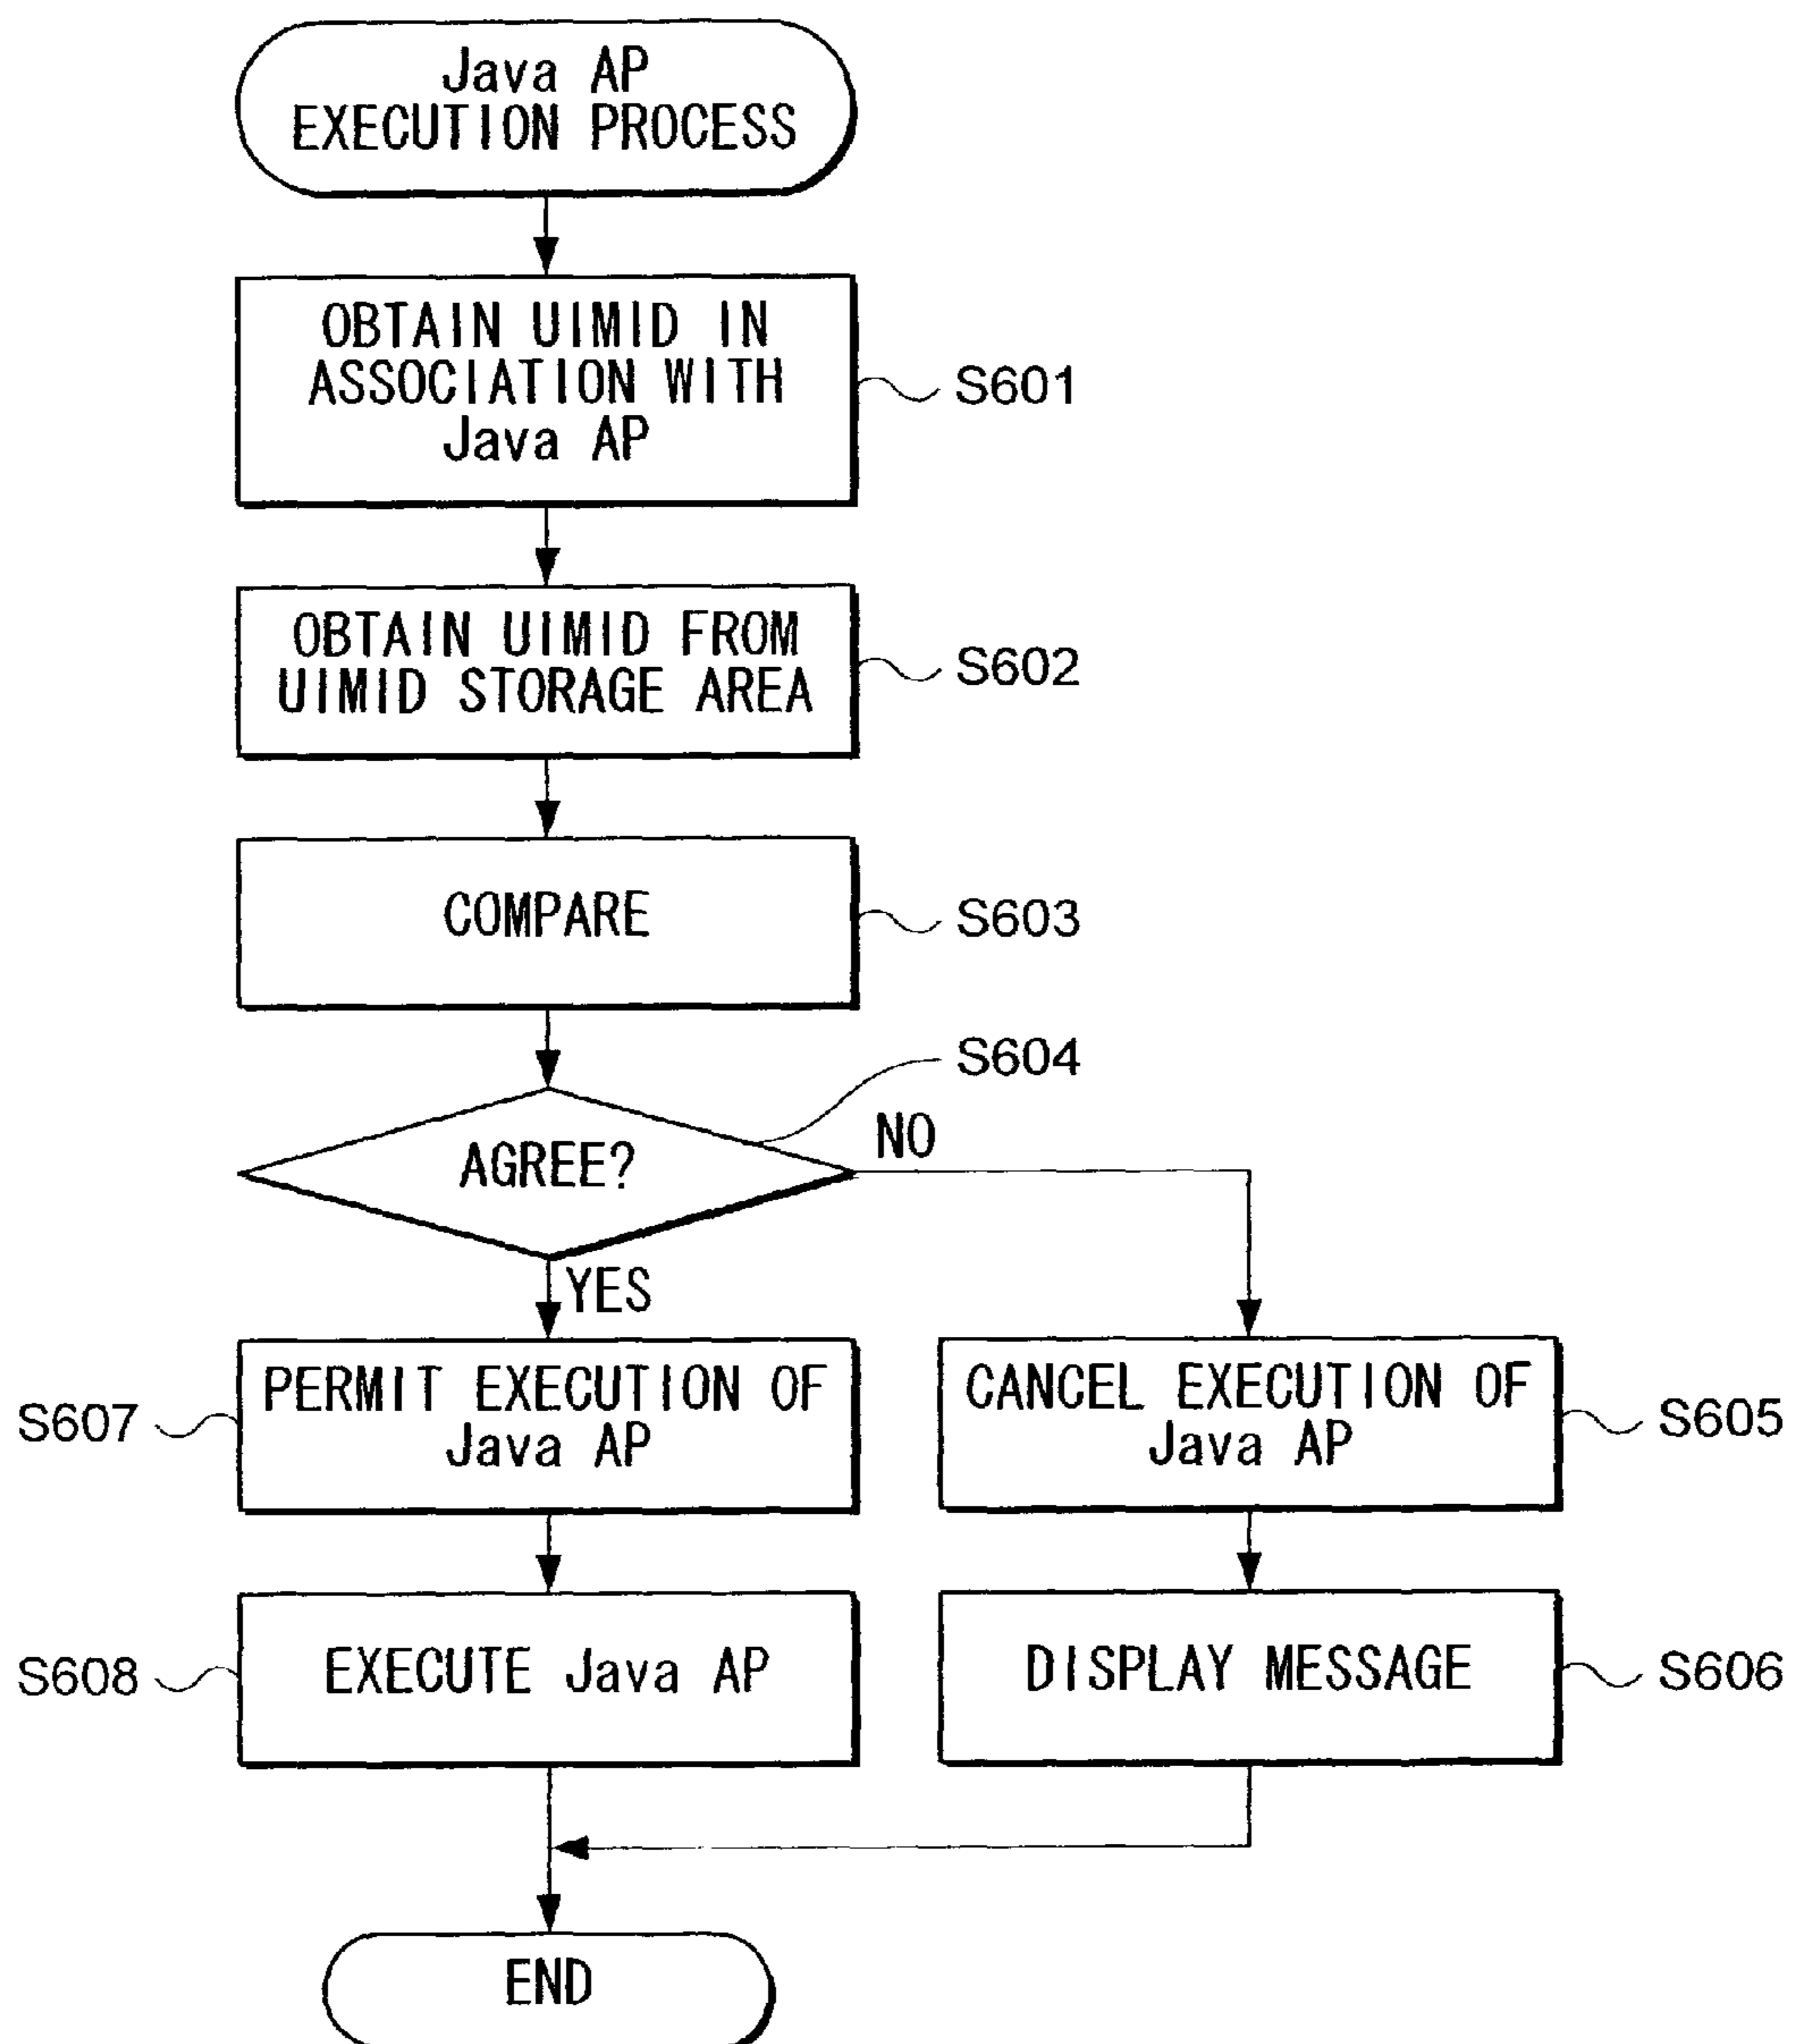 Java AP
EXECUTION PROCESS
OBTAIN UIMID IN
ASSOCIATION WITH
Java AP
S601
OBTAIN UIMID FROM
UIMID STORAGE AREA
S602
COMPARE
S603
S604
AGREE?
NO
YES
PERMIT EXECUTION OF
Java AP
S607
CANCEL EXECUTION OF
Java AP
S605
EXECUTE Java AP
S608
DISPLAY MESSAGE
S606
END